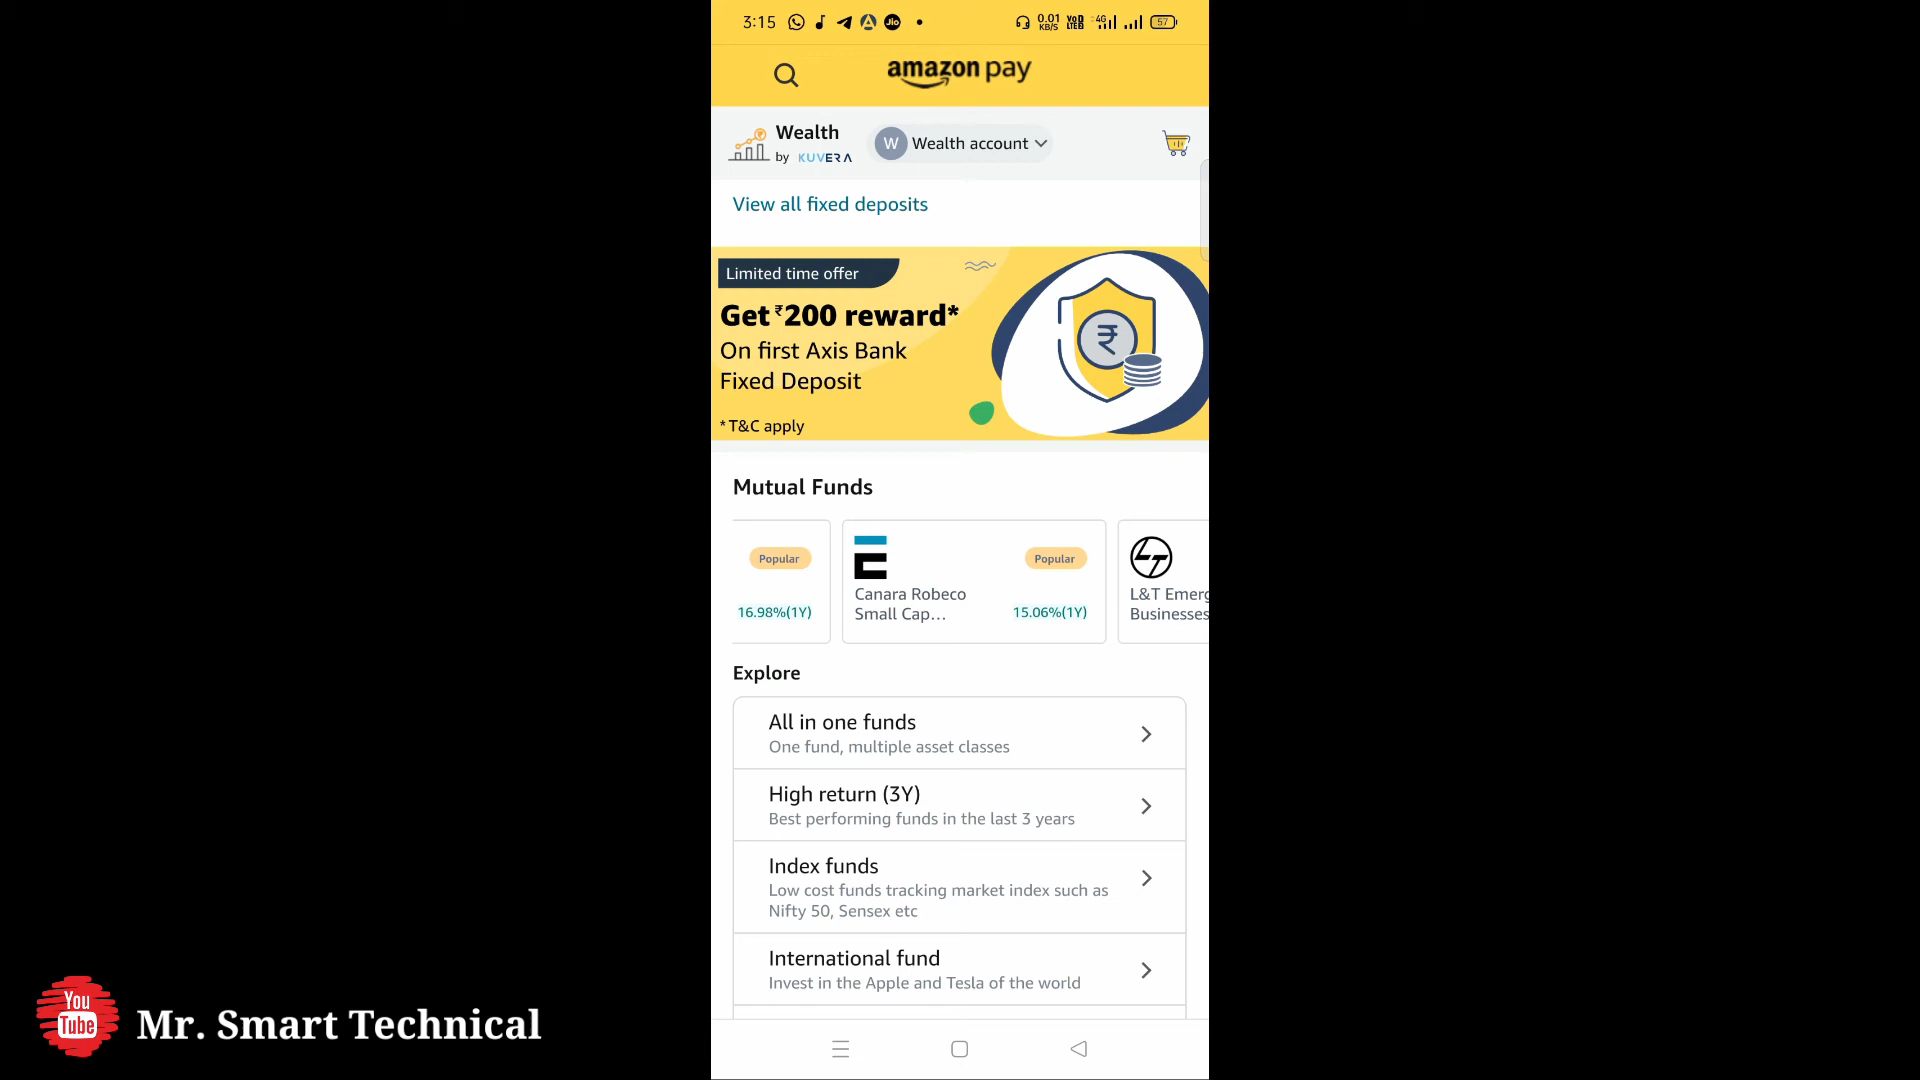 3:15
0.01
KB/S
VoD
LTE
4G
57
amazon pay
Wealth
by KUVERA
W Wealth account
View all fixed deposits
Limited time offer
Get ₹200 reward*
On first Axis Bank
Fixed Deposit
*T&C apply
Mutual Funds
Popular
16.98%(1Y)
Popular
Canara Robeco
Small Cap...
15.06%(1Y)
L&T Emerg
Businesses
Explore
All in one funds
One fund, multiple asset classes
High return (3Y)
Best performing funds in the last 3 years
Index funds
Low cost funds tracking market index such as
Nifty 50, Sensex etc
International fund
Invest in the Apple and Tesla of the world
You
Tube
Mr. Smart Technical